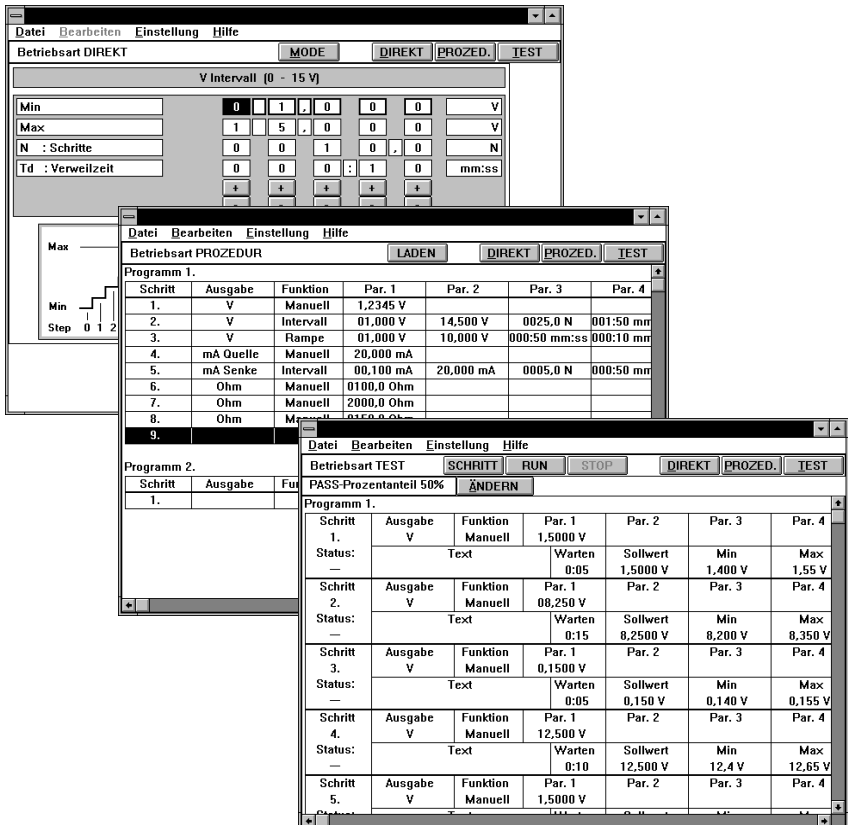 Datei Bearbeiten Einstellung Hilfe
Betriebsart DIREKT MODE DIREKT PROZED. TEST
V Intervall (0 - 15 V)
Min 0 1 , 0 0 0 V
Max 1 5 , 0 0 0 V
N : Schritte 0 0 1 0 , 0 N
Td : Verweilzeit 0 0 0 : 1 0 mm:ss
+ + + + +
Max
Min
Step 0 1 2
Datei Bearbeiten Einstellung Hilfe
Betriebsart PROZEDUR LADEN DIREKT PROZED. TEST
Programm 1.
Schritt Ausgabe Funktion Par. 1 Par. 2 Par. 3 Par. 4
1. V Manuell 1,2345 V
2. V Intervall 01,000 V 14,500 V 0025,0 N 001:50 mm
3. V Rampe 01,000 V 10,000 V 000:50 mm:ss 000:10 mm
4. mA Quelle Manuell 20,000 mA
5. mA Senke Intervall 00,100 mA 20,000 mA 0005,0 N 000:50 mm
6. Ohm Manuell 0100,0 Ohm
7. Ohm Manuell 2000,0 Ohm
8. Ohm Manuell 0150,0 Ohm
9.
Programm 2.
Schritt Ausgabe
1.
Datei Bearbeiten Einstellung Hilfe
Betriebsart TEST SCHRITT RUN STOP DIREKT PROZED. TEST
PASS-Prozentanteil 50% ÄNDERN
Programm 1.
Schritt Ausgabe Funktion Par. 1 Par. 2 Par. 3 Par. 4
1. V Manuell 1,5000 V
Status: Text Warten Sollwert Min Max
— 0:05 1,5000 V 1,400 V 1,55 V
Schritt Ausgabe Funktion Par. 1 Par. 2 Par. 3 Par. 4
2. V Manuell 08,250 V
Status: Text Warten Sollwert Min Max
— 0:15 8,2500 V 8,200 V 8,350 V
Schritt Ausgabe Funktion Par. 1 Par. 2 Par. 3 Par. 4
3. V Manuell 0,1500 V
Status: Text Warten Sollwert Min Max
— 0:05 0,150 V 0,140 V 0,155 V
Schritt Ausgabe Funktion Par. 1 Par. 2 Par. 3 Par. 4
4. V Manuell 12,500 V
Status: Text Warten Sollwert Min Max
— 0:10 12,500 V 12,4 V 12,65 V
Schritt Ausgabe Funktion Par. 1 Par. 2 Par. 3 Par. 4
5. V Manuell 1,5000 V